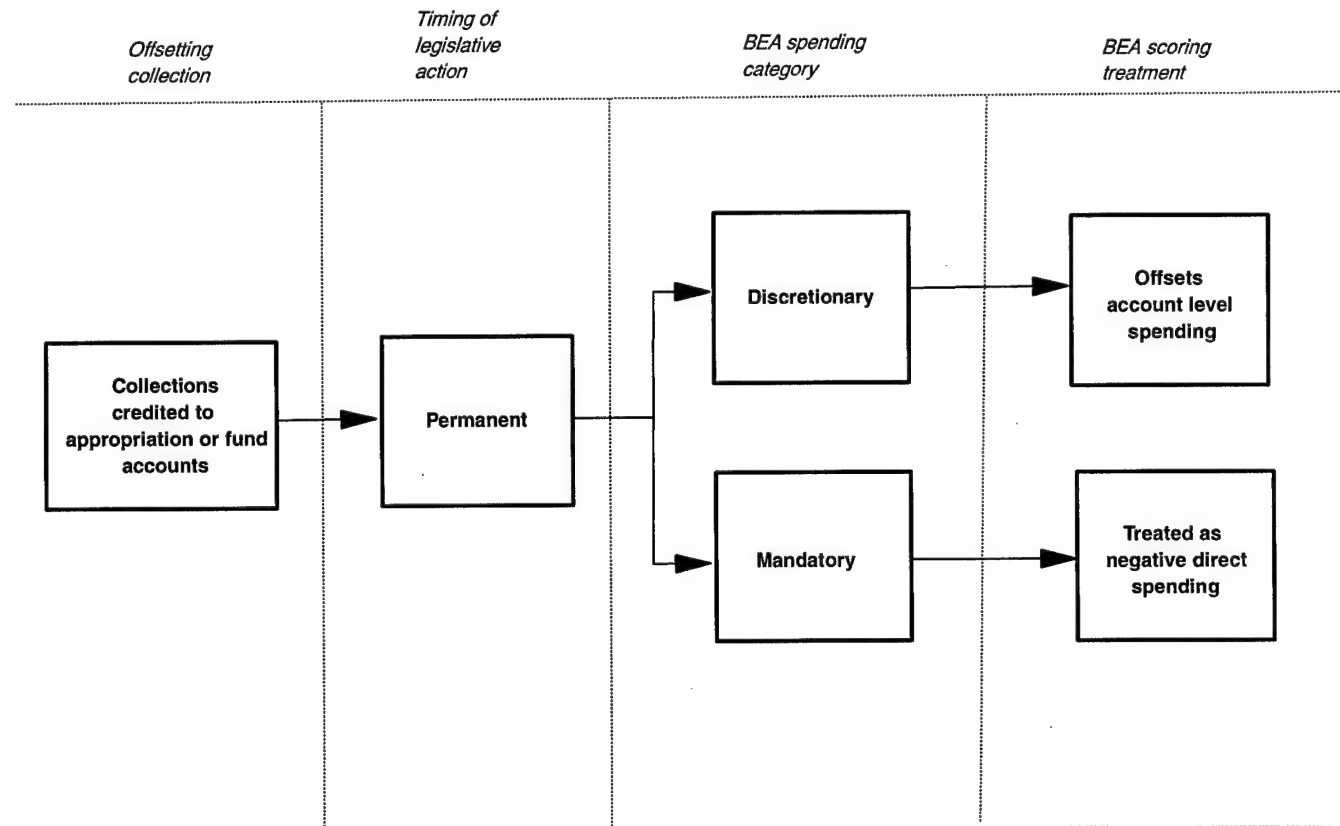 Offsetting
collection
Timing of
legislative
action
BEA spending
category
BEA scoring
treatment
Collections
credited to
appropriation or fund
accounts
Permanent
Discretionary
Offsets
account level
spending
Mandatory
Treated as
negative direct
spending